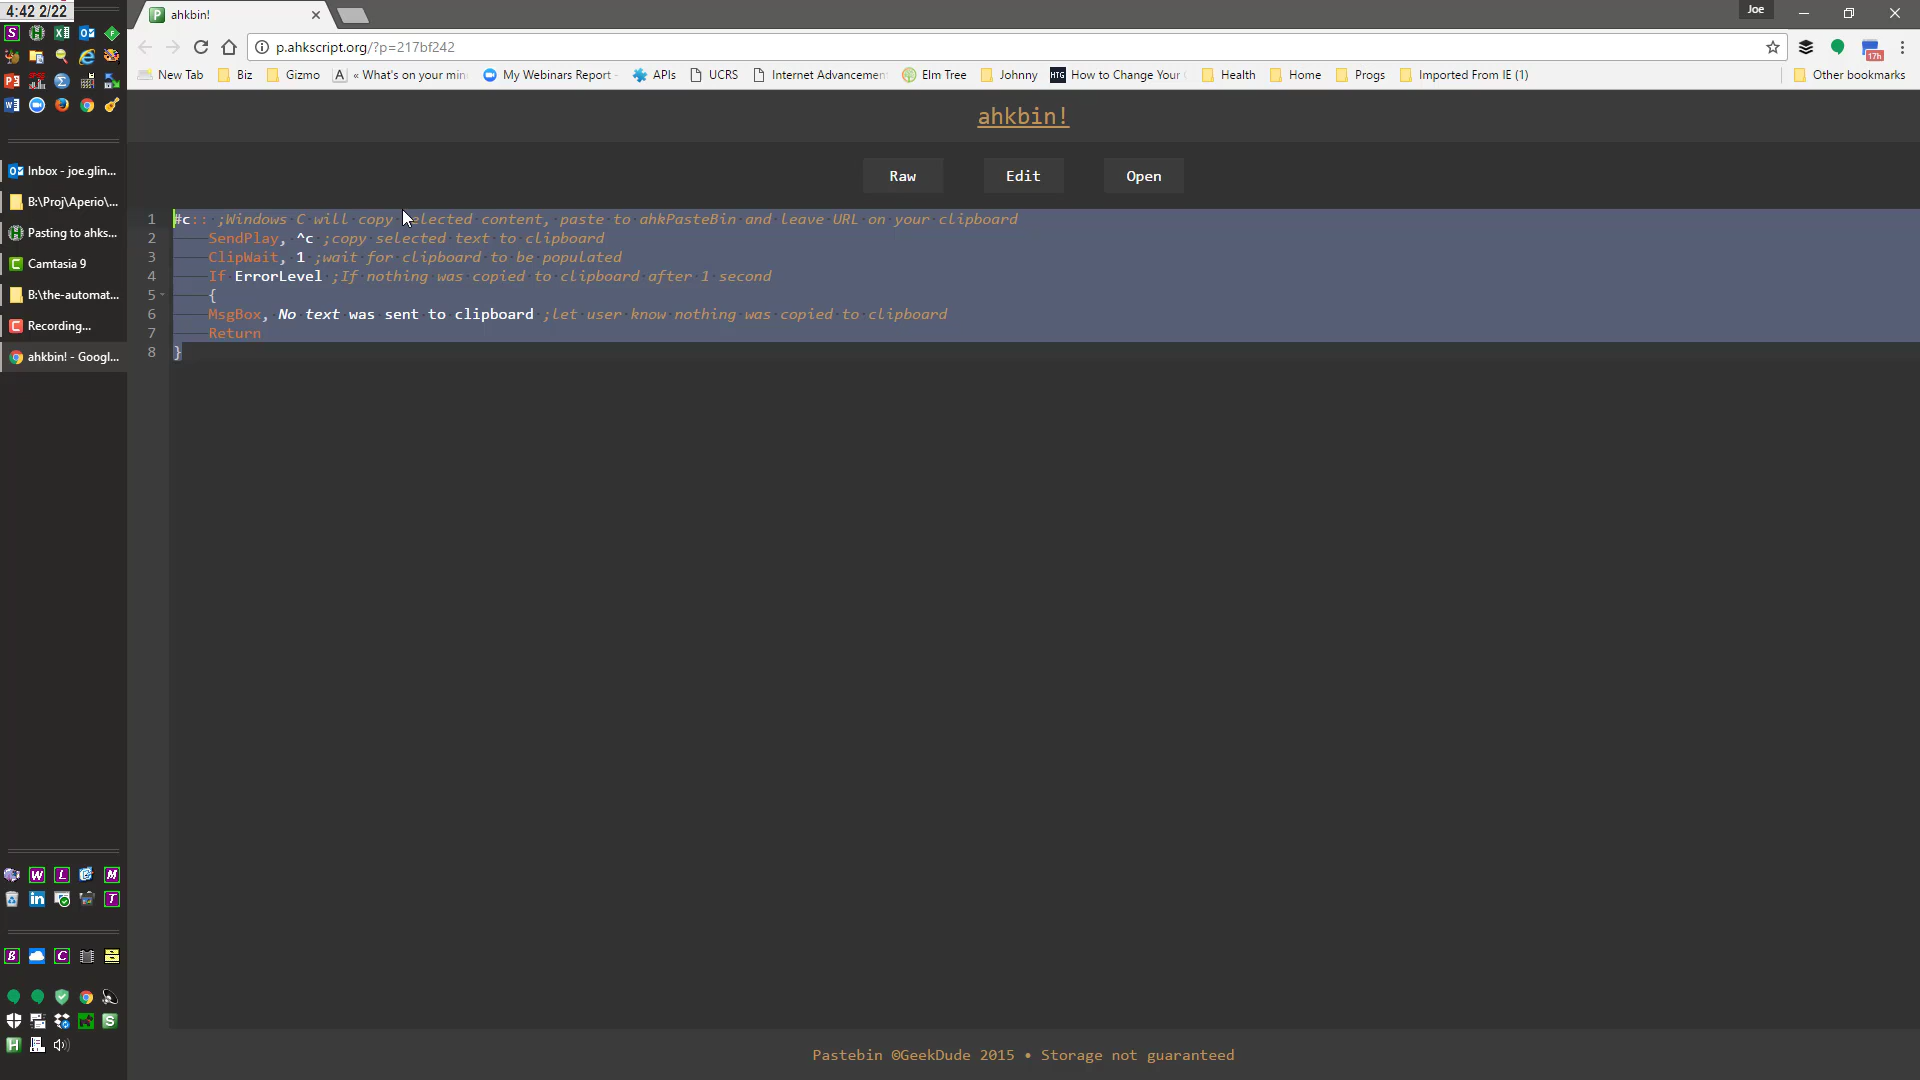 4:42 2/22
ahkbin!
Joe
p.ahkscript.org/?p=217bf242
17h
New Tab
Biz
Gizmo
« What's on your min
My Webinars Report -
APIs
UCRS
Internet Advancemen
Elm Tree
Johnny
HTG How to Change Your
Health
Home
Progs
Imported From IE (1)
Other bookmarks
ahkbin!
Raw
Edit
Open
Inbox - joe.glin...
B:\Proj\Aperio\...
Pasting to ahks...
Camtasia 9
B:\the-automat...
Recording...
ahkbin! - Googl...
1 #c:: ;Windows C will copy selected content, paste to ahkPasteBin and leave URL on your clipboard
2 SendPlay, ^c ;copy selected text to clipboard
3 ClipWait, 1 ;wait for clipboard to be populated
4 If ErrorLevel ;If nothing was copied to clipboard after 1 second
5 {
6 MsgBox, No text was sent to clipboard ;let user know nothing was copied to clipboard
7 Return
8 }
Pastebin ©GeekDude 2015 • Storage not guaranteed